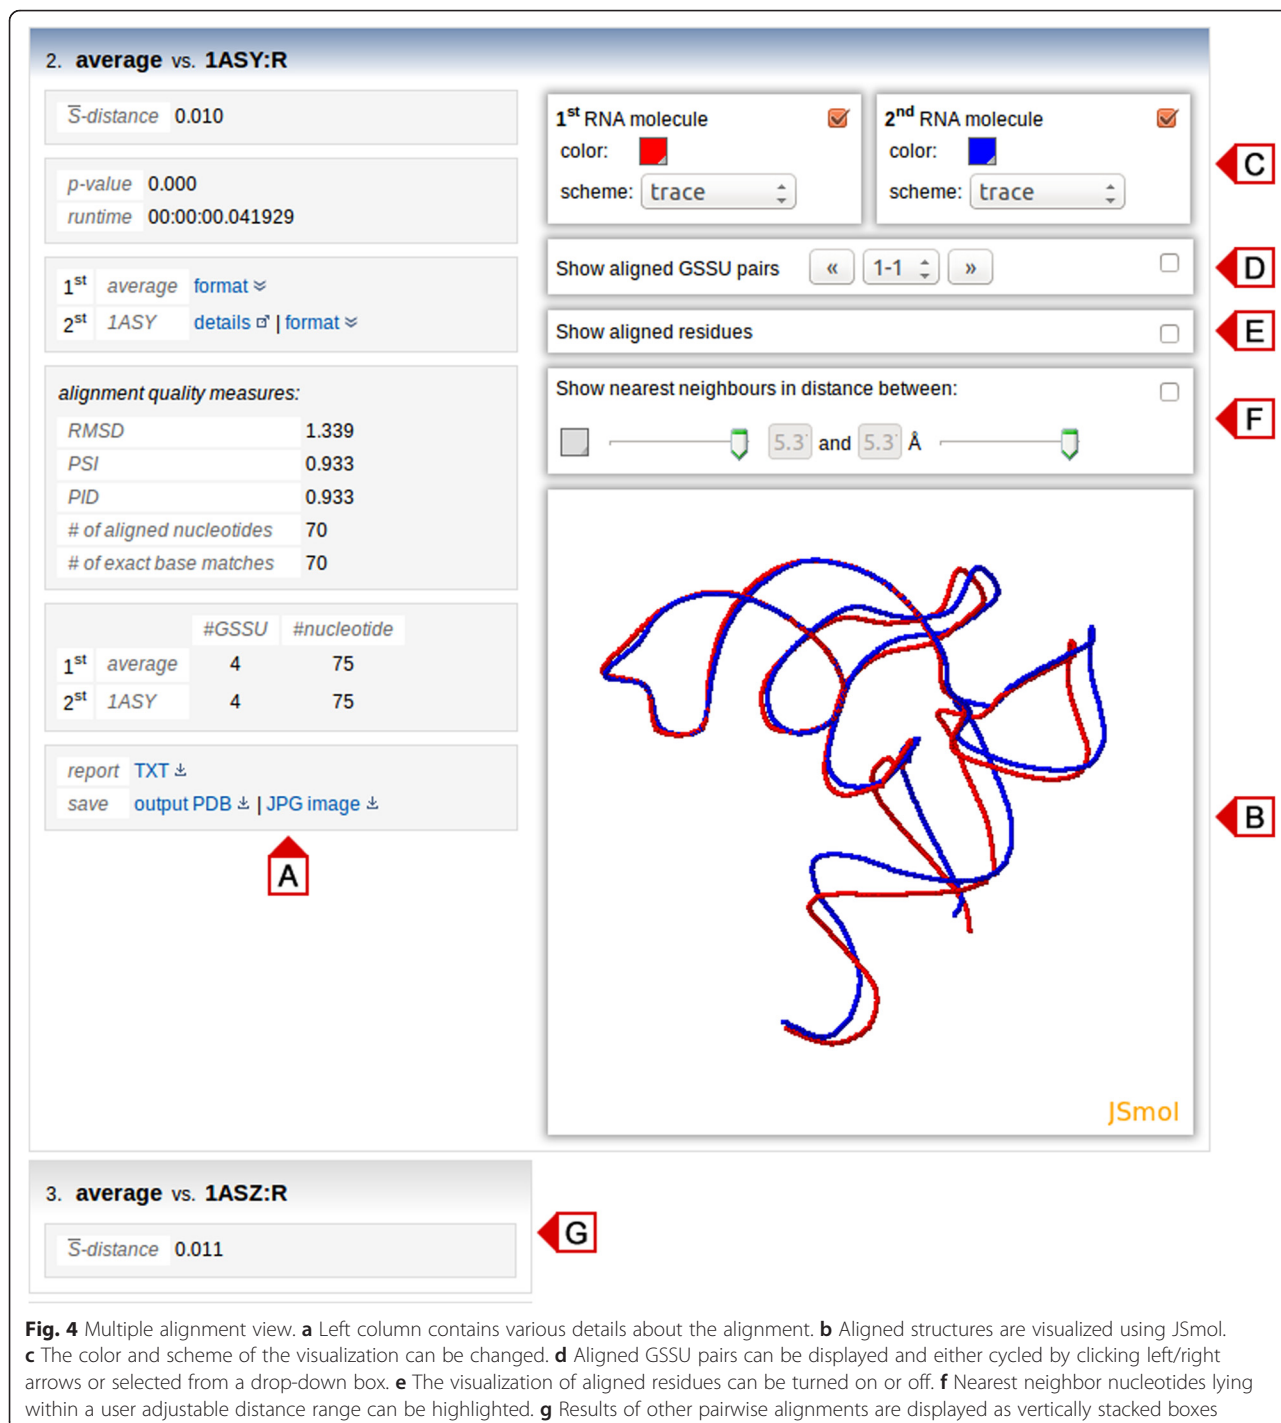 2. average vs. 1ASY:R
S̅-distance 0.010
p-value 0.000
runtime 00:00:00.041929
1st average format
2st 1ASY details | format
alignment quality measures:
RMSD 1.339
PSI 0.933
PID 0.933
# of aligned nucleotides 70
# of exact base matches 70
#GSSU #nucleotide
1st average 4 75
2st 1ASY 4 75
report TXT
save output PDB | JPG image
A
1st RNA molecule
color:
scheme: trace
2nd RNA molecule
color:
scheme: trace
C
Show aligned GSSU pairs « 1-1 »
D
Show aligned residues
E
Show nearest neighbours in distance between:
5.3 and 5.3 Å
F
B
JSmol
3. average vs. 1ASZ:R
S̅-distance 0.011
G
Fig. 4 Multiple alignment view. a Left column contains various details about the alignment. b Aligned structures are visualized using JSmol.
c The color and scheme of the visualization can be changed. d Aligned GSSU pairs can be displayed and either cycled by clicking left/right
arrows or selected from a drop-down box. e The visualization of aligned residues can be turned on or off. f Nearest neighbor nucleotides lying
within a user adjustable distance range can be highlighted. g Results of other pairwise alignments are displayed as vertically stacked boxes